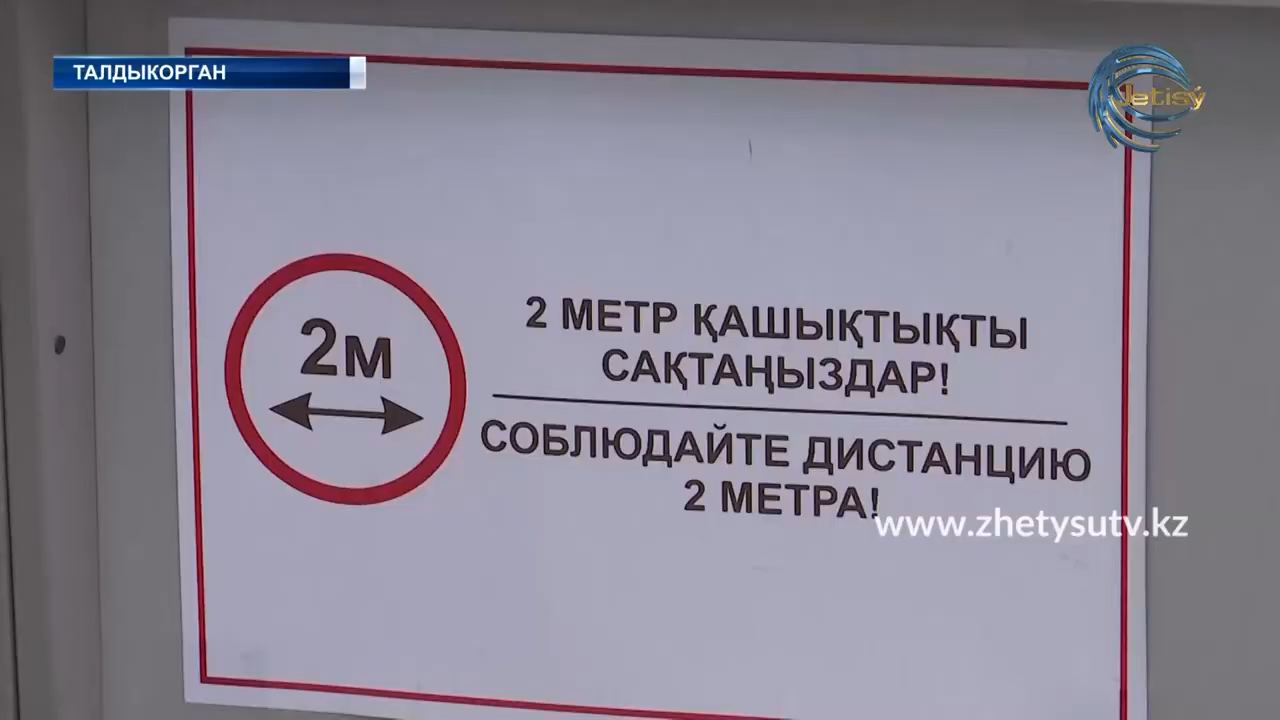 ТАЛДЫКОРГАН
Jetisý
2м
2 МЕТР ҚАШЫҚТЫҚТЫ
САҚТАҢЫЗДАР!
СОБЛЮДАЙТЕ ДИСТАНЦИЮ
2 МЕТРА!
www.zhetysutv.kz